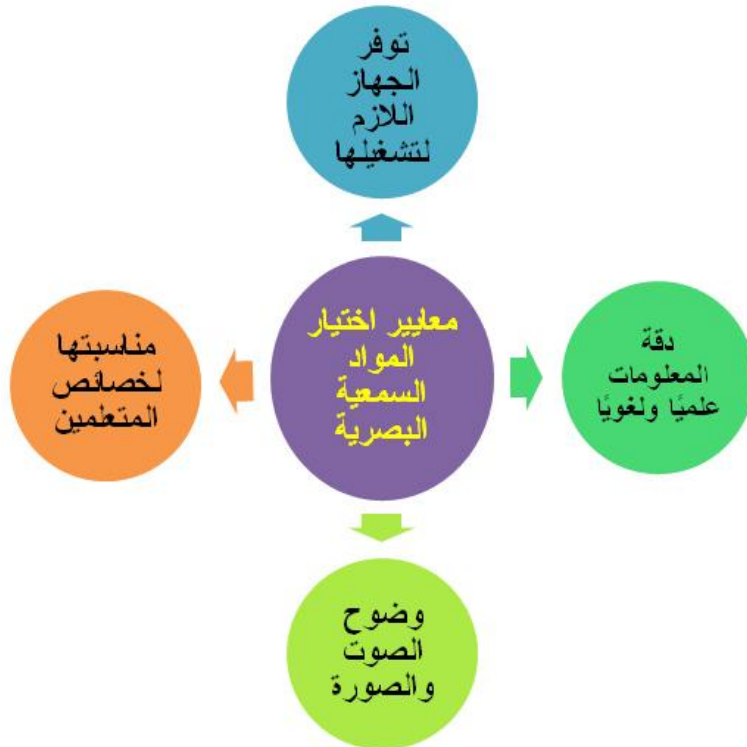 توفر
الجهاز
اللازم
لتشغيلها
معايير اختيار
المواد
السمعية
البصرية
دقة
المعلومات
علميًا ولغويًا
مناسبتها
لخصائص
المتعلمين
وضوح
الصوت
والصورة